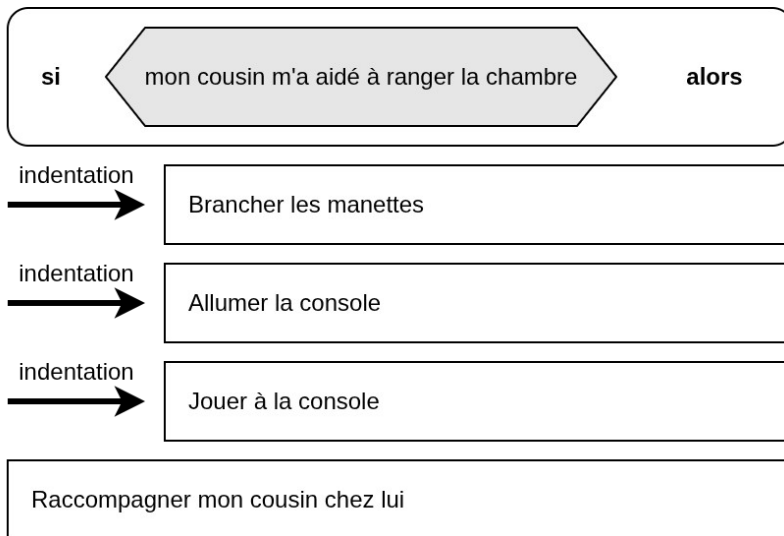 si mon cousin m'a aidé à ranger la chambre alors
indentation
Brancher les manettes
indentation
Allumer la console
indentation
Jouer à la console
Raccompagner mon cousin chez lui